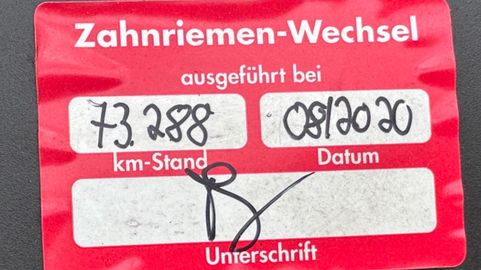 Zahnriemen-Wechsel
ausgeführt bei
73.288 08/2020
km-Stand Datum
Unterschrift